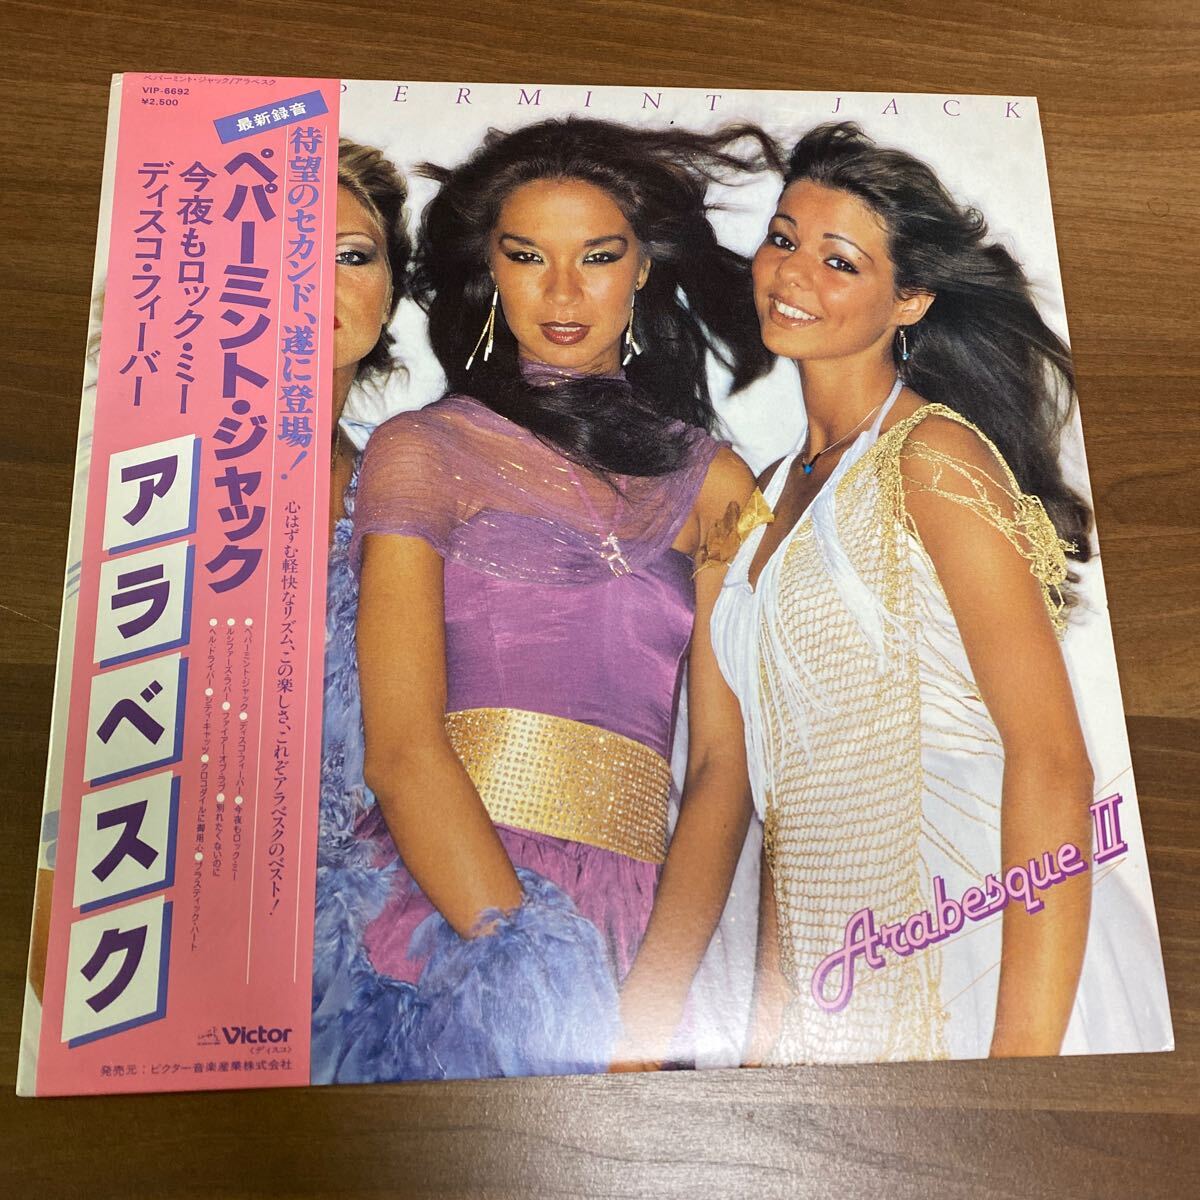 ペパーミント・ジャック/アラベスク
VIP-6692
¥2,500
最新録音
待望のセカンド、遂に登場!
ペパーミント・ジャック
今夜もロック・ミー
ディスコ・フィーバー
アラベスク
心はずむ軽快なリズム、この楽しさ、これぞアラベスクのベスト!
●ペパーミント・ジャック●ディスコ・フィーバー●今夜もロック・ミー
●ルシファーズ・ラバー●ファイアー・オブ・ラブ●別れたくないのに
●ヘル・ドライバー●シティ・キャッツ●クロコダイルに御用心●プラスティック・ハート
Victor
〈ディスコ〉
発売元:ビクター音楽産業株式会社
PERMINT JACK
Arabesque II